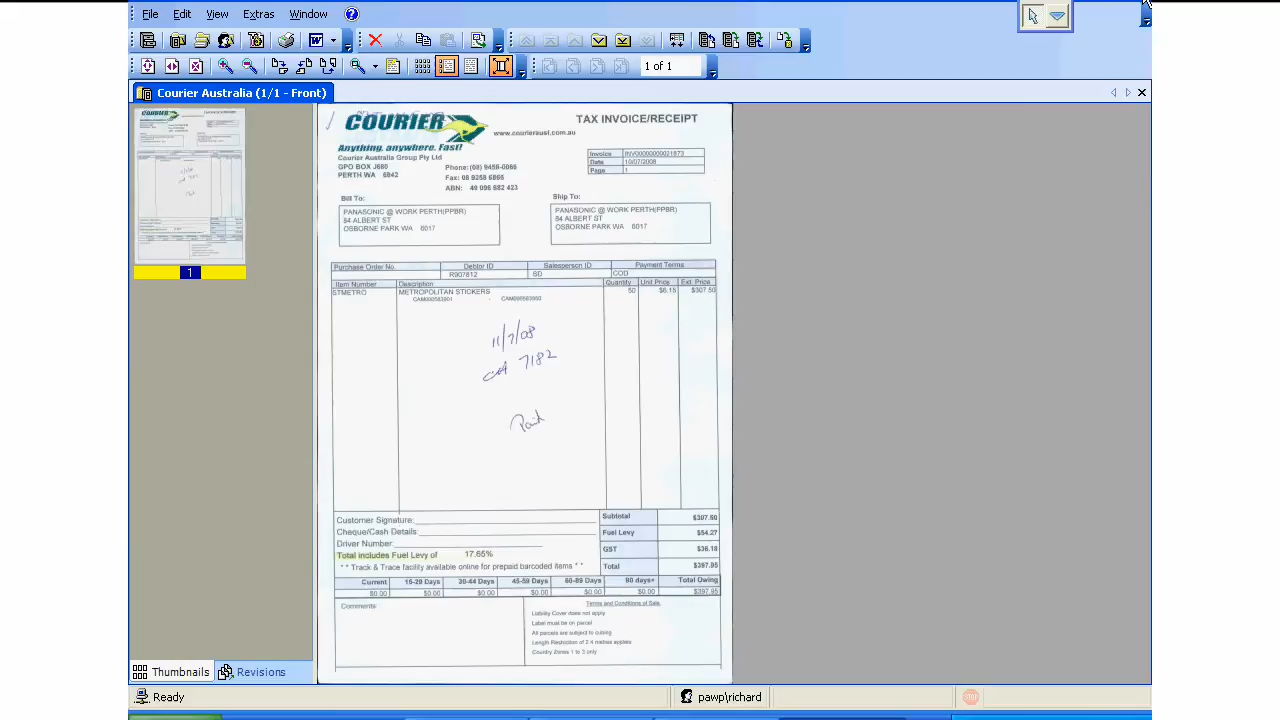 File Edit View Extras Window
1 of 1
Courier Australia (1/1 - Front)
1
COURIER
Anything, anywhere. Fast!
www.courieraust.com.au
TAX INVOICE/RECEIPT
Courier Australia Group Pty Ltd
GPO BOX J660
PERTH WA 6842
Phone: (08) 9456-0066
Fax: 08 9258 6866
Invoice INV00000000021873
Date 10/07/2008
Page 1
Bill To:
PANASONIC @ WORK PERTH(PPBR)
84 ALBERT ST
OSBORNE PARK WA 6017
Ship To:
PANASONIC @ WORK PERTH(PPBR)
84 ALBERT ST
OSBORNE PARK WA 6017
Purchase Order No. Debtor ID Salesperson ID Payment Terms
R907812 SD COD
Item Number Description Quantity Unit Price Ext. Price
STMETRO METROPOLITAN STICKERS 50 $6.15 $307.50
11/7/08
7182
Paid
Customer Signature:
Cheque/Cash Details:
Driver Number:
Total includes Fuel Levy of 17.65%
** Track & Trace facility available online for prepaid barcoded items **
Subtotal $307.50
Fuel Levy $54.27
GST $36.18
Total $397.95
Current 15-29 Days 30-44 Days 45-59 Days 60-89 Days 90 days+ Total Owing
$0.00 $0.00 $0.00 $0.00 $0.00 $0.00 $397.95
Comments:
Terms and Conditions of Sale.
Liability Cover does not apply
Label must be on parcel
All parcels are subject to cubing
Length Restriction of 2.4 metres applies
Country Zones 1 to 3 only
Thumbnails Revisions
Ready pawp\richard
STOP